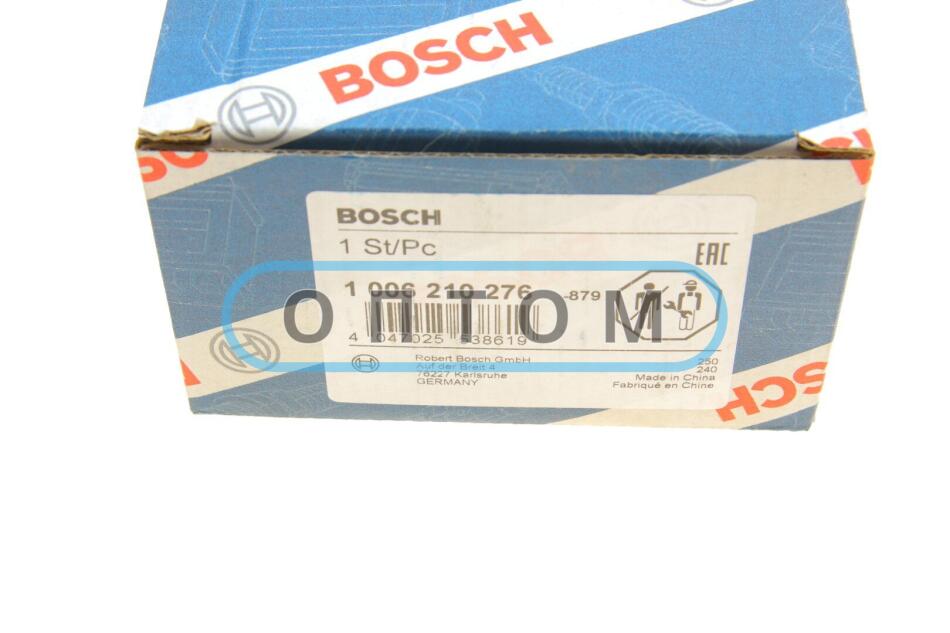 BOSCH
BOSCH
1 St/Pc
EAC
1 006 210 276
-879
ОПТОМ
4 047025 538619
Robert Bosch GmbH
Auf der Breit 4
76227 Karlsruhe
GERMANY
250
240
Made in China
Fabriqué en Chine
BOSCH